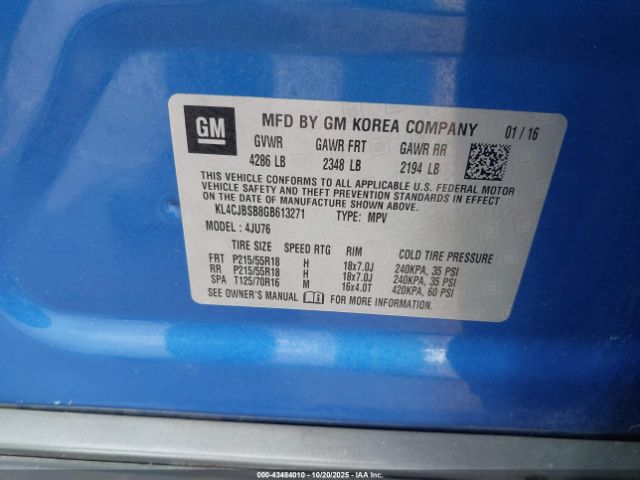 GM
MFD BY GM KOREA COMPANY 01 / 16
GVWR GAWR FRT GAWR RR
4286 LB 2348 LB 2194 LB
THIS VEHICLE CONFORMS TO ALL APPLICABLE U.S. FEDERAL MOTOR
VEHICLE SAFETY AND THEFT PREVENTION STANDARDS IN EFFECT
ON THE DATE OF MANUFACTURE SHOWN ABOVE.
KL4CJBSB8GB613271 TYPE: MPV
MODEL : 4JU76
TIRE SIZE SPEED RTG RIM COLD TIRE PRESSURE
FRT P215/55R18 H 18x7.0J 240KPA, 35 PSI
RR P215/55R18 H 18x7.0J 240KPA, 35 PSI
SPA T125/70R16 M 16x4.0T 420KPA, 60 PSI
SEE OWNER'S MANUAL FOR MORE INFORMATION.
000-43484010 | 10/20/2025 | Copyright © IAA